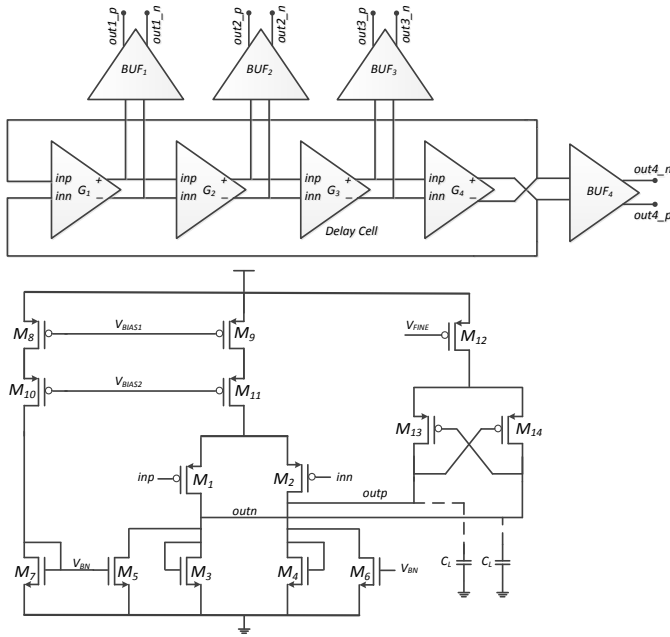 out1_p out1_n out2_p out2_n out3_p out3_n
BUF1 BUF2 BUF3
inp + inp + inp + inp +
G1 G2 G3 G4
inn − inn − inn − inn −
BUF4
out4_n
out4_p
Delay Cell
M8 VBIAS1 M9 VFINE M12
M10 VBIAS2 M11
M13 M14
inp M1 M2 inn
outp
outn
M7 VBN M5 M3 M4 M6 VBN CL CL